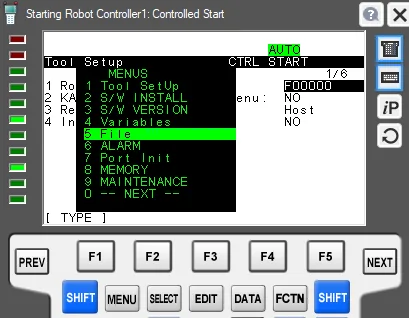 Starting Robot Controller1: Controlled Start
AUTO
Tool Setup CTRL START
MENUS 1/6
1 Ro 1 Tool SetUp F00000
2 KA 2 S/W INSTALL enu: NO
3 Re 3 S/W VERSION Host
4 In 4 Variables NO
5 File
6 ALARM
7 Port Init
8 MEMORY
9 MAINTENANCE
0 -- NEXT --
[ TYPE ]
iP
PREV F1 F2 F3 F4 F5 NEXT
SHIFT MENU SELECT EDIT DATA FCTN SHIFT